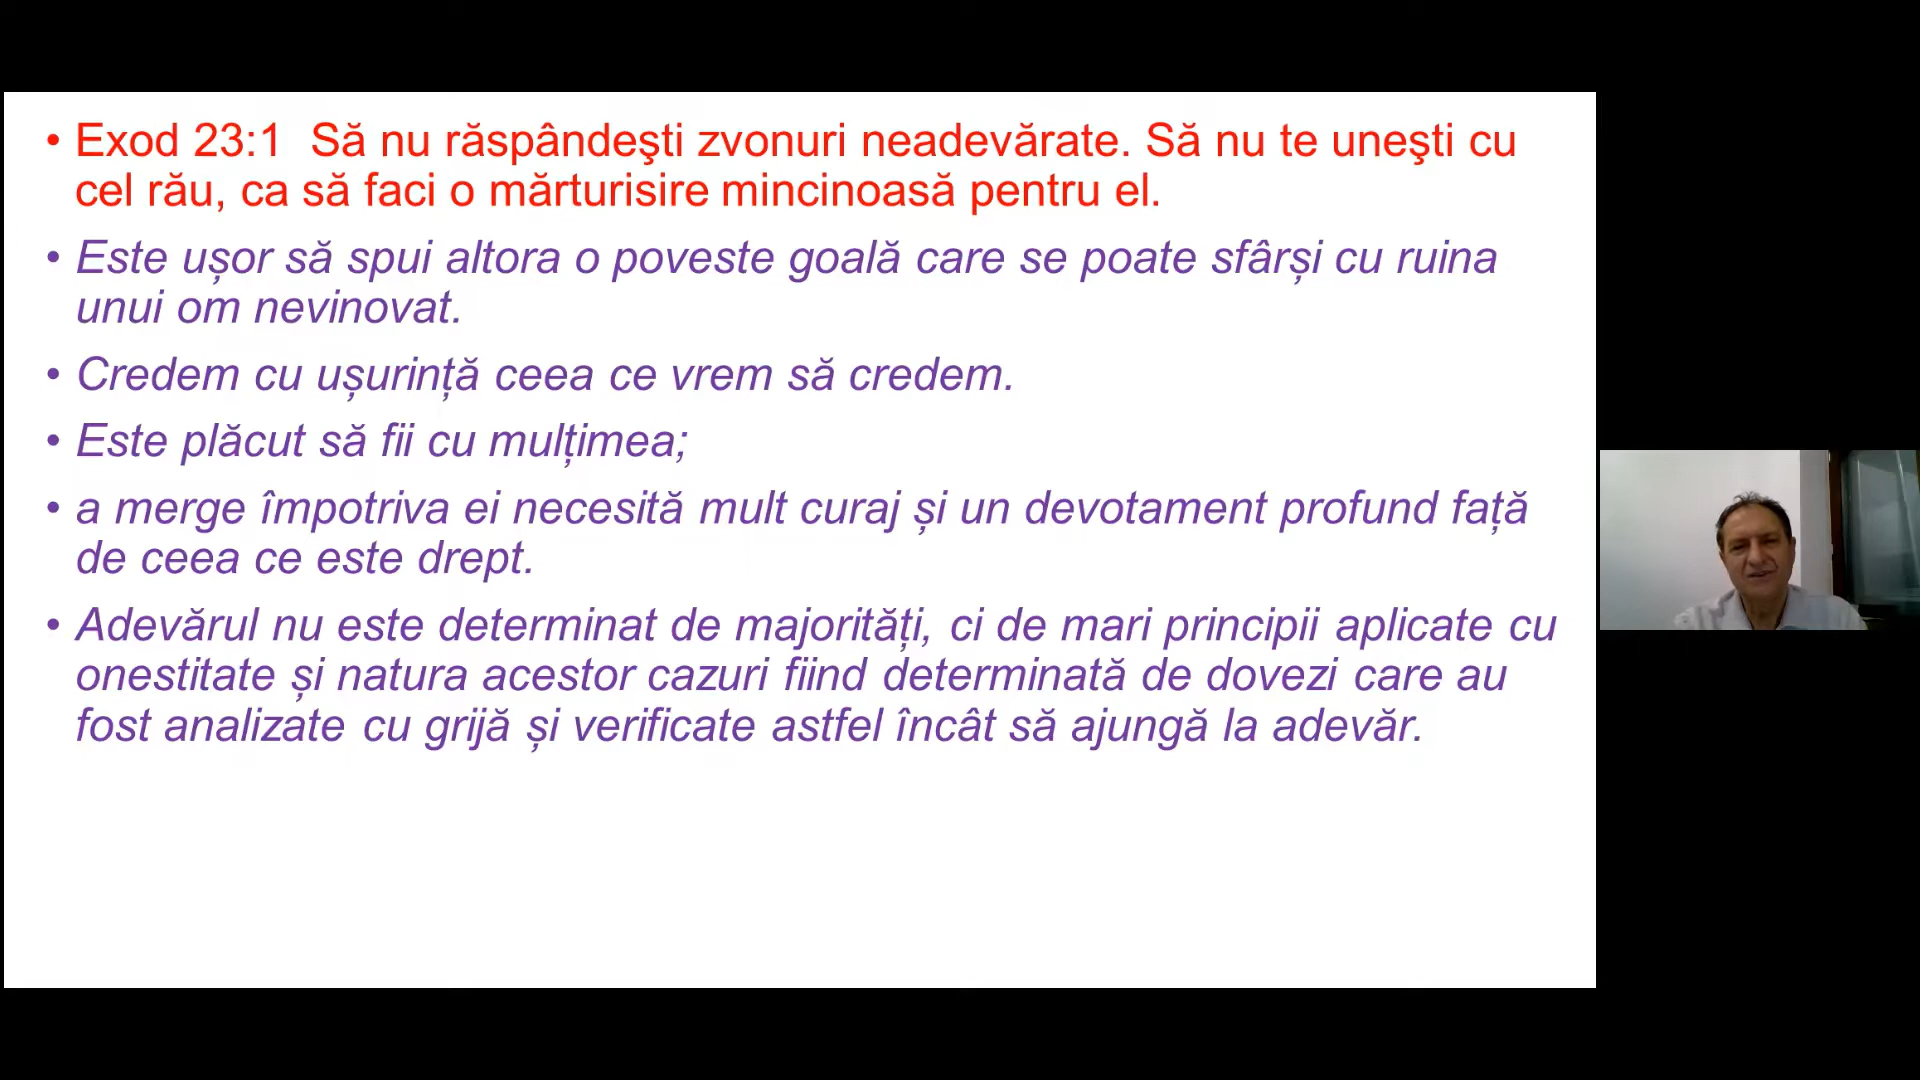 • Exod 23:1  Să nu răspândeşti zvonuri neadevărate. Să nu te uneşti cu
cel rău, ca să faci o mărturisire mincinoasă pentru el.
• Este ușor să spui altora o poveste goală care se poate sfârși cu ruina
unui om nevinovat.
• Credem cu ușurință ceea ce vrem să credem.
• Este plăcut să fii cu mulțimea;
• a merge împotriva ei necesită mult curaj și un devotament profund față
de ceea ce este drept.
• Adevărul nu este determinat de majorități, ci de mari principii aplicate cu
onestitate și natura acestor cazuri fiind determinată de dovezi care au
fost analizate cu grijă și verificate astfel încât să ajungă la adevăr.